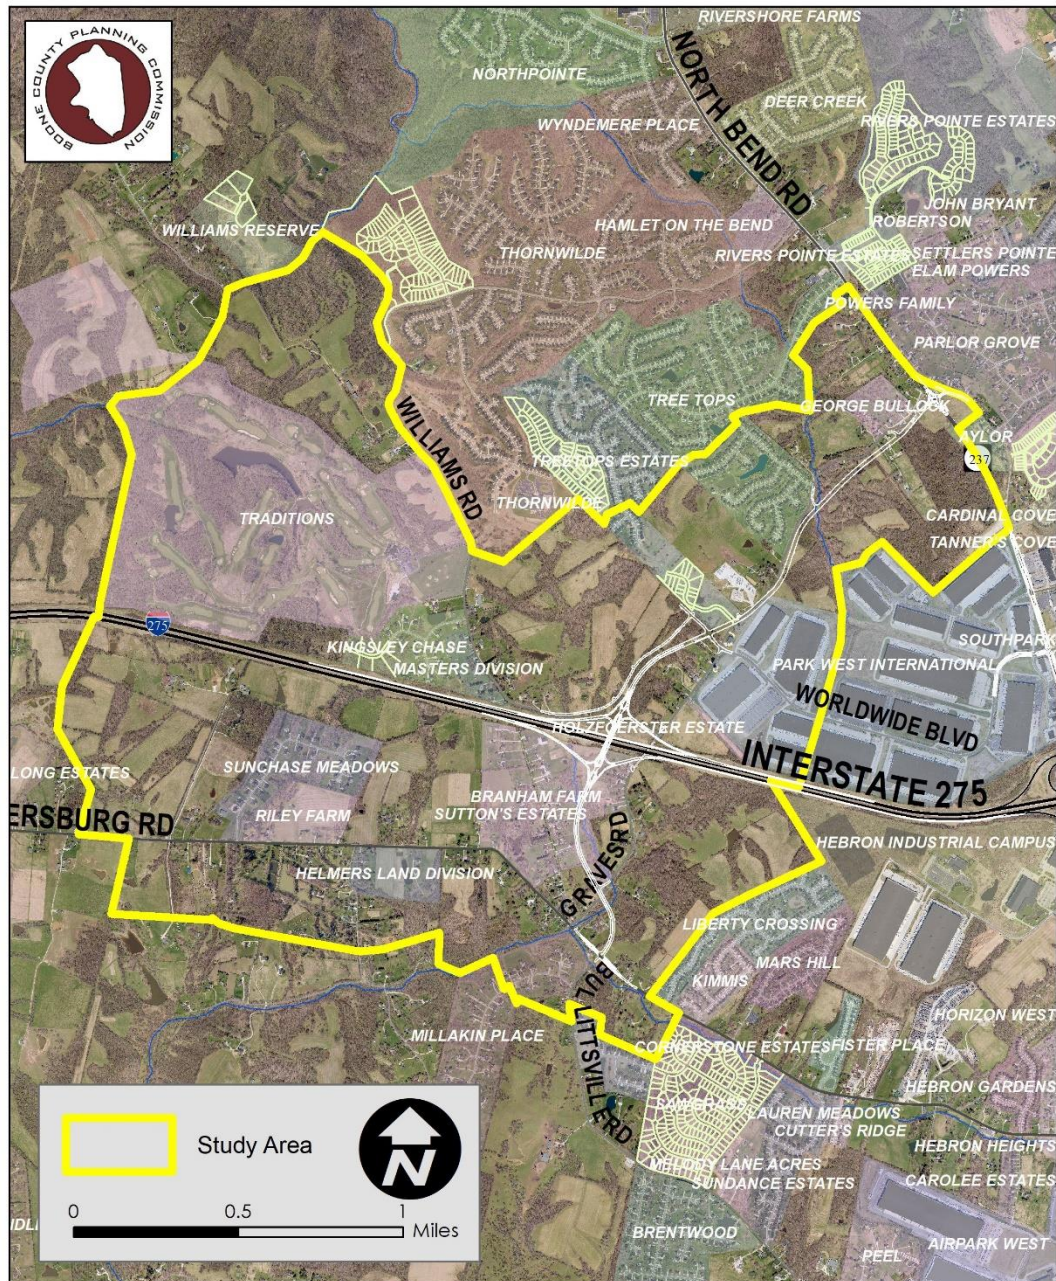 BOONE COUNTY PLANNING COMMISSION
RIVERSHORE FARMS
NORTHPOINTE
NORTH BEND RD
DEER CREEK
WYNDEMERE PLACE
RIVERS POINTE ESTATES
JOHN BRYANT
ROBERTSON
WILLIAMS RESERVE
HAMLET ON THE BEND
THORNWILDE
RIVERS POINTE ESTATES
SETTLERS POINTE
ELAM POWERS
POWERS FAMILY
PARLOR GROVE
TREE TOPS
GEORGE BULLOCK
WILLIAMS RD
AYLOR
237
TREETOPS ESTATES
THORNWILDE
TRADITIONS
CARDINAL COVE
TANNER'S COVE
275
KINGSLEY CHASE
MASTERS DIVISION
SOUTHPARK
PARK WEST INTERNATIONAL
WORLDWIDE BLVD
HOLZFOERSTER ESTATE
INTERSTATE 275
LONG ESTATES
SUNCHASE MEADOWS
BRANHAM FARM
SUTTON'S ESTATES
RILEY FARM
ERSBURG RD
HEBRON INDUSTRIAL CAMPUS
HELMERS LAND DIVISION
GRAVES RD
LIBERTY CROSSING
MARS HILL
KIMMIS
BULLITTSVILLE RD
MILLAKIN PLACE
HORIZON WEST
CORNERSTONE ESTATES
FISTER PLACE
HEBRON GARDENS
SAWGRASS
LAUREN MEADOWS
CUTTER'S RIDGE
HEBRON HEIGHTS
MELODY LANE ACRES
SUNDANCE ESTATES
CAROLEE ESTATES
BRENTWOOD
PEEL
AIRPARK WEST
Study Area
N
0 0.5 1
Miles